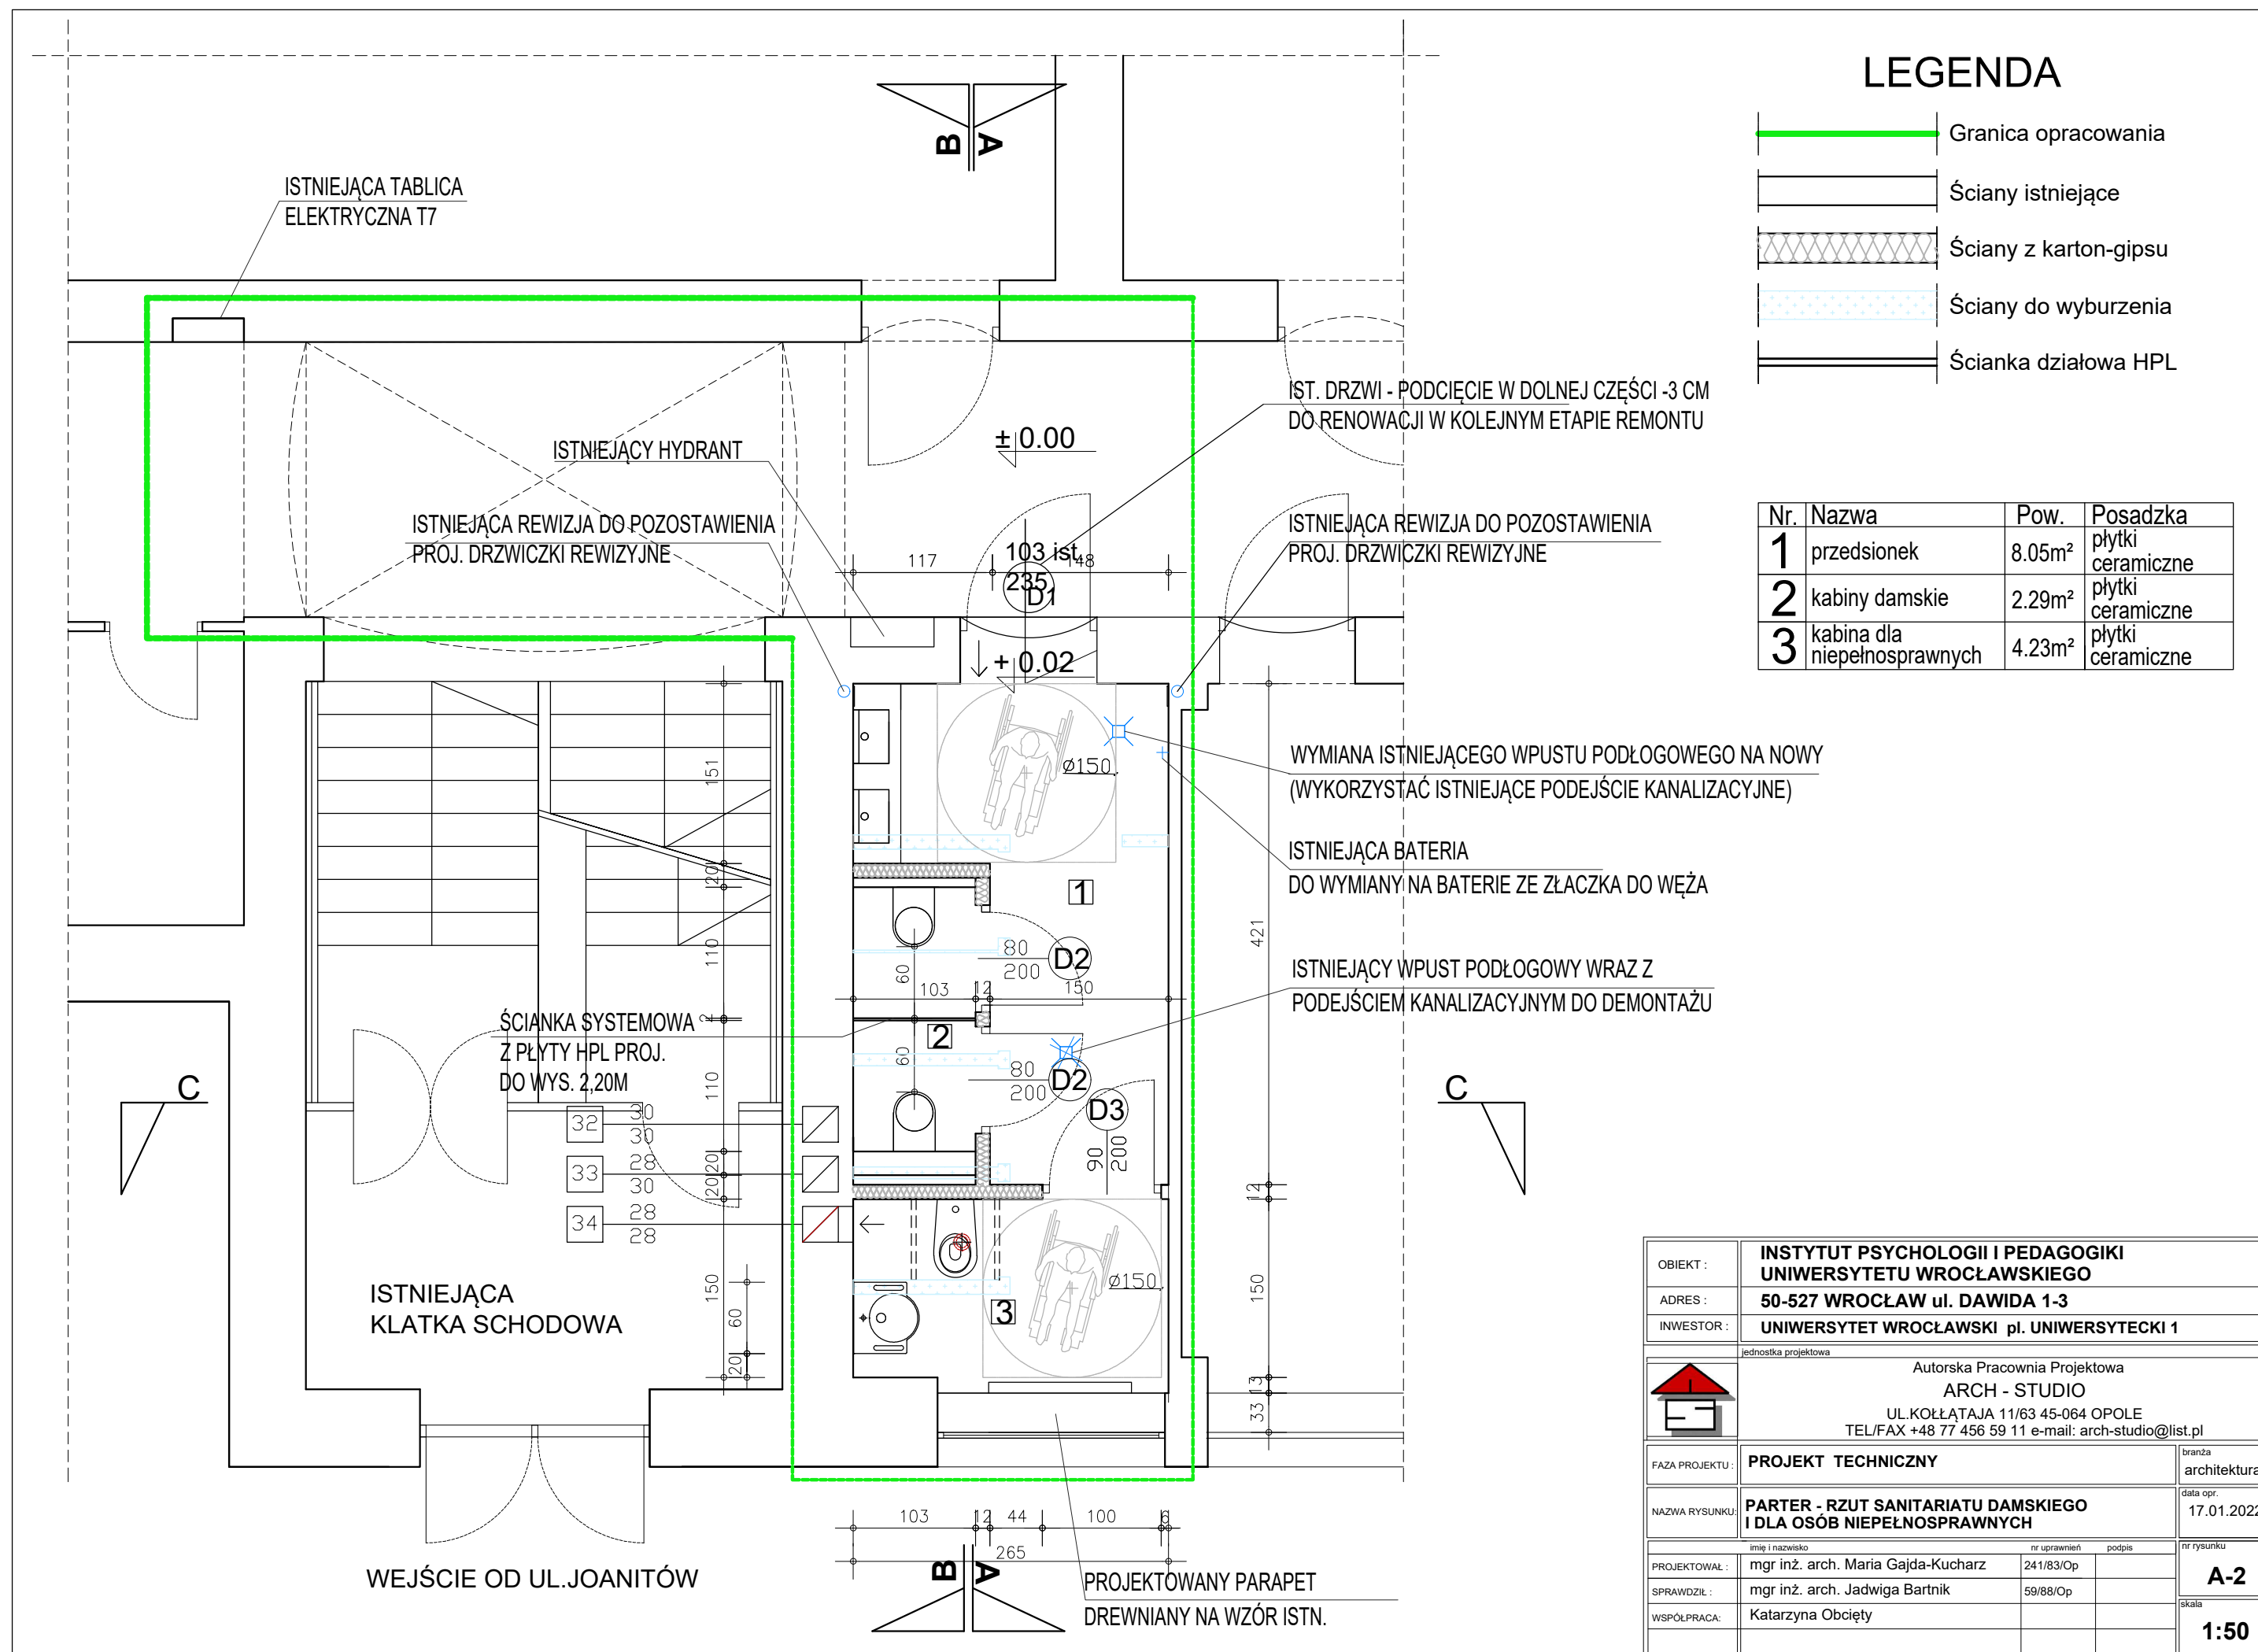 LEGENDA
Granica opracowania
Ściany istniejące
Ściany z karton-gipsu
Ściany do wyburzenia
Ścianka działowa HPL
B A
ISTNIEJĄCA TABLICA
ELEKTRYCZNA T7
IST. DRZWI - PODCIĘCIE W DOLNEJ CZĘŚCI -3 CM
DO RENOWACJI W KOLEJNYM ETAPIE REMONTU
± 0.00
ISTNIEJĄCY HYDRANT
ISTNIEJĄCA REWIZJA DO POZOSTAWIENIA
PROJ. DRZWICZKI REWIZYJNE
ISTNIEJĄCA REWIZJA DO POZOSTAWIENIA
PROJ. DRZWICZKI REWIZYJNE
117
103 ist.
148
235
D1
+ 0.02
Nr. Nazwa Pow. Posadzka
1 przedsionek 8.05m² płytki
ceramiczne
2 kabiny damskie 2.29m² płytki
ceramiczne
3 kabina dla
niepełnosprawnych 4.23m² płytki
ceramiczne
WYMIANA ISTNIEJĄCEGO WPUSTU PODŁOGOWEGO NA NOWY
(WYKORZYSTAĆ ISTNIEJĄCE PODEJŚCIE KANALIZACYJNE)
ø150
151
ISTNIEJĄCA BATERIA
DO WYMIANY NA BATERIE ZE ZŁACZKA DO WĘŻA
20
1
421
110
80
200
D2
60
103 12 150
ISTNIEJĄCY WPUST PODŁOGOWY WRAZ Z
PODEJŚCIEM KANALIZACYJNYM DO DEMONTAŻU
ŚCIANKA SYSTEMOWA
Z PŁYTY HPL PROJ.
DO WYS. 2,20M
2
2
60
80
200
D2
110
D3
90
200
C
C
32 30
30
33 28
30
34 28
28
20
20
12
150
60
20
150
ø150
3
13
33
ISTNIEJĄCA
KLATKA SCHODOWA
103 12 44 100 6
265
B A
WEJŚCIE OD UL.JOANITÓW
PROJEKTOWANY PARAPET
DREWNIANY NA WZÓR ISTN.
OBIEKT : INSTYTUT PSYCHOLOGII I PEDAGOGIKI
UNIWERSYTETU WROCŁAWSKIEGO
ADRES : 50-527 WROCŁAW ul. DAWIDA 1-3
INWESTOR : UNIWERSYTET WROCŁAWSKI pl. UNIWERSYTECKI 1
jednostka projektowa
Autorska Pracownia Projektowa
ARCH - STUDIO
UL.KOŁŁĄTAJA 11/63 45-064 OPOLE
TEL/FAX +48 77 456 59 11 e-mail: arch-studio@list.pl
FAZA PROJEKTU : PROJEKT TECHNICZNY
branża
architektura
NAZWA RYSUNKU: PARTER - RZUT SANITARIATU DAMSKIEGO
I DLA OSÓB NIEPEŁNOSPRAWNYCH
data opr.
17.01.2022
imię i nazwisko nr uprawnień podpis
nr rysunku
A-2
PROJEKTOWAŁ : mgr inż. arch. Maria Gajda-Kucharz 241/83/Op
SPRAWDZIŁ : mgr inż. arch. Jadwiga Bartnik 59/88/Op
WSPÓŁPRACA: Katarzyna Obcięty
skala
1:50